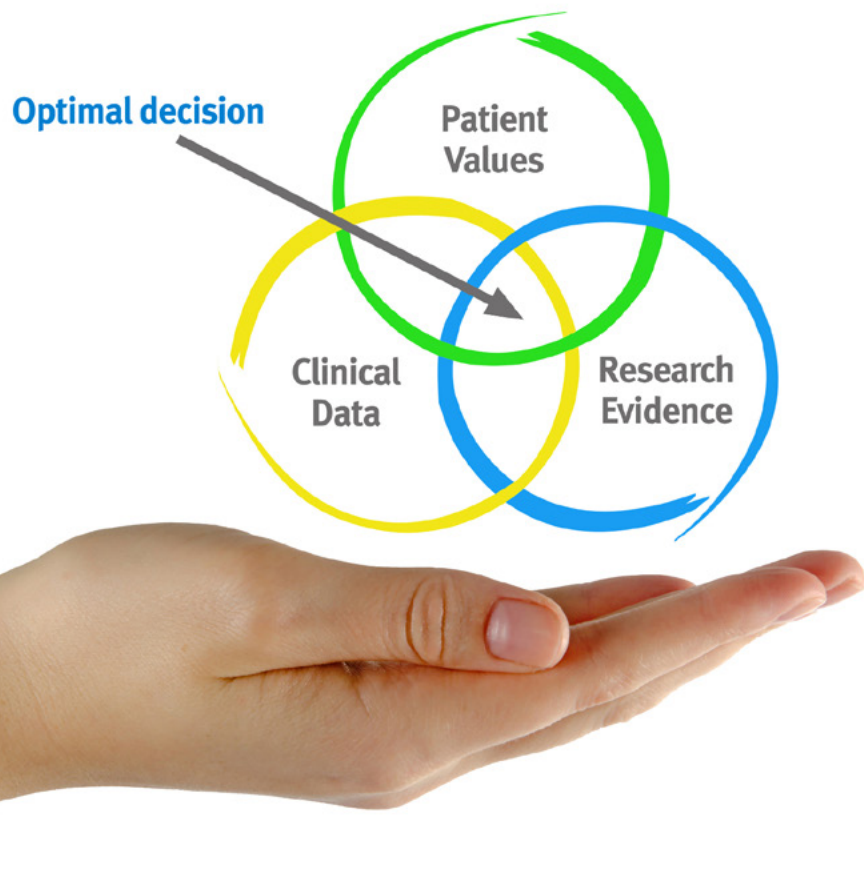 Optimal decision
Patient
Values
Clinical
Data
Research
Evidence